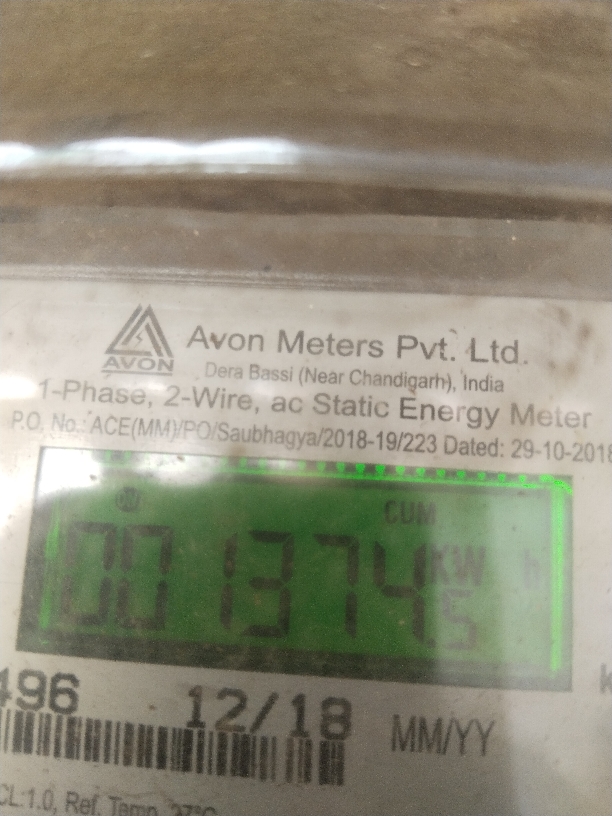 AVON
Avon Meters Pvt. Ltd.
Dera Bassi (Near Chandigarh), India
1-Phase, 2-Wire, ac Static Energy Meter
P.O. No.: ACE(MM)/PO/Saubhagya/2018-19/223 Dated: 29-10-2018
CUM
001374.5 KW h
496 12/18 MM/YY
CL:1.0, Ref. Temp. 27°C